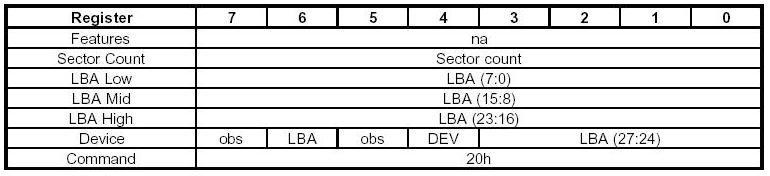 Register 7 6 5 4 3 2 1 0
Features na
Sector Count Sector count
LBA Low LBA (7:0)
LBA Mid LBA (15:8)
LBA High LBA (23:16)
Device obs LBA obs DEV LBA (27:24)
Command 20h